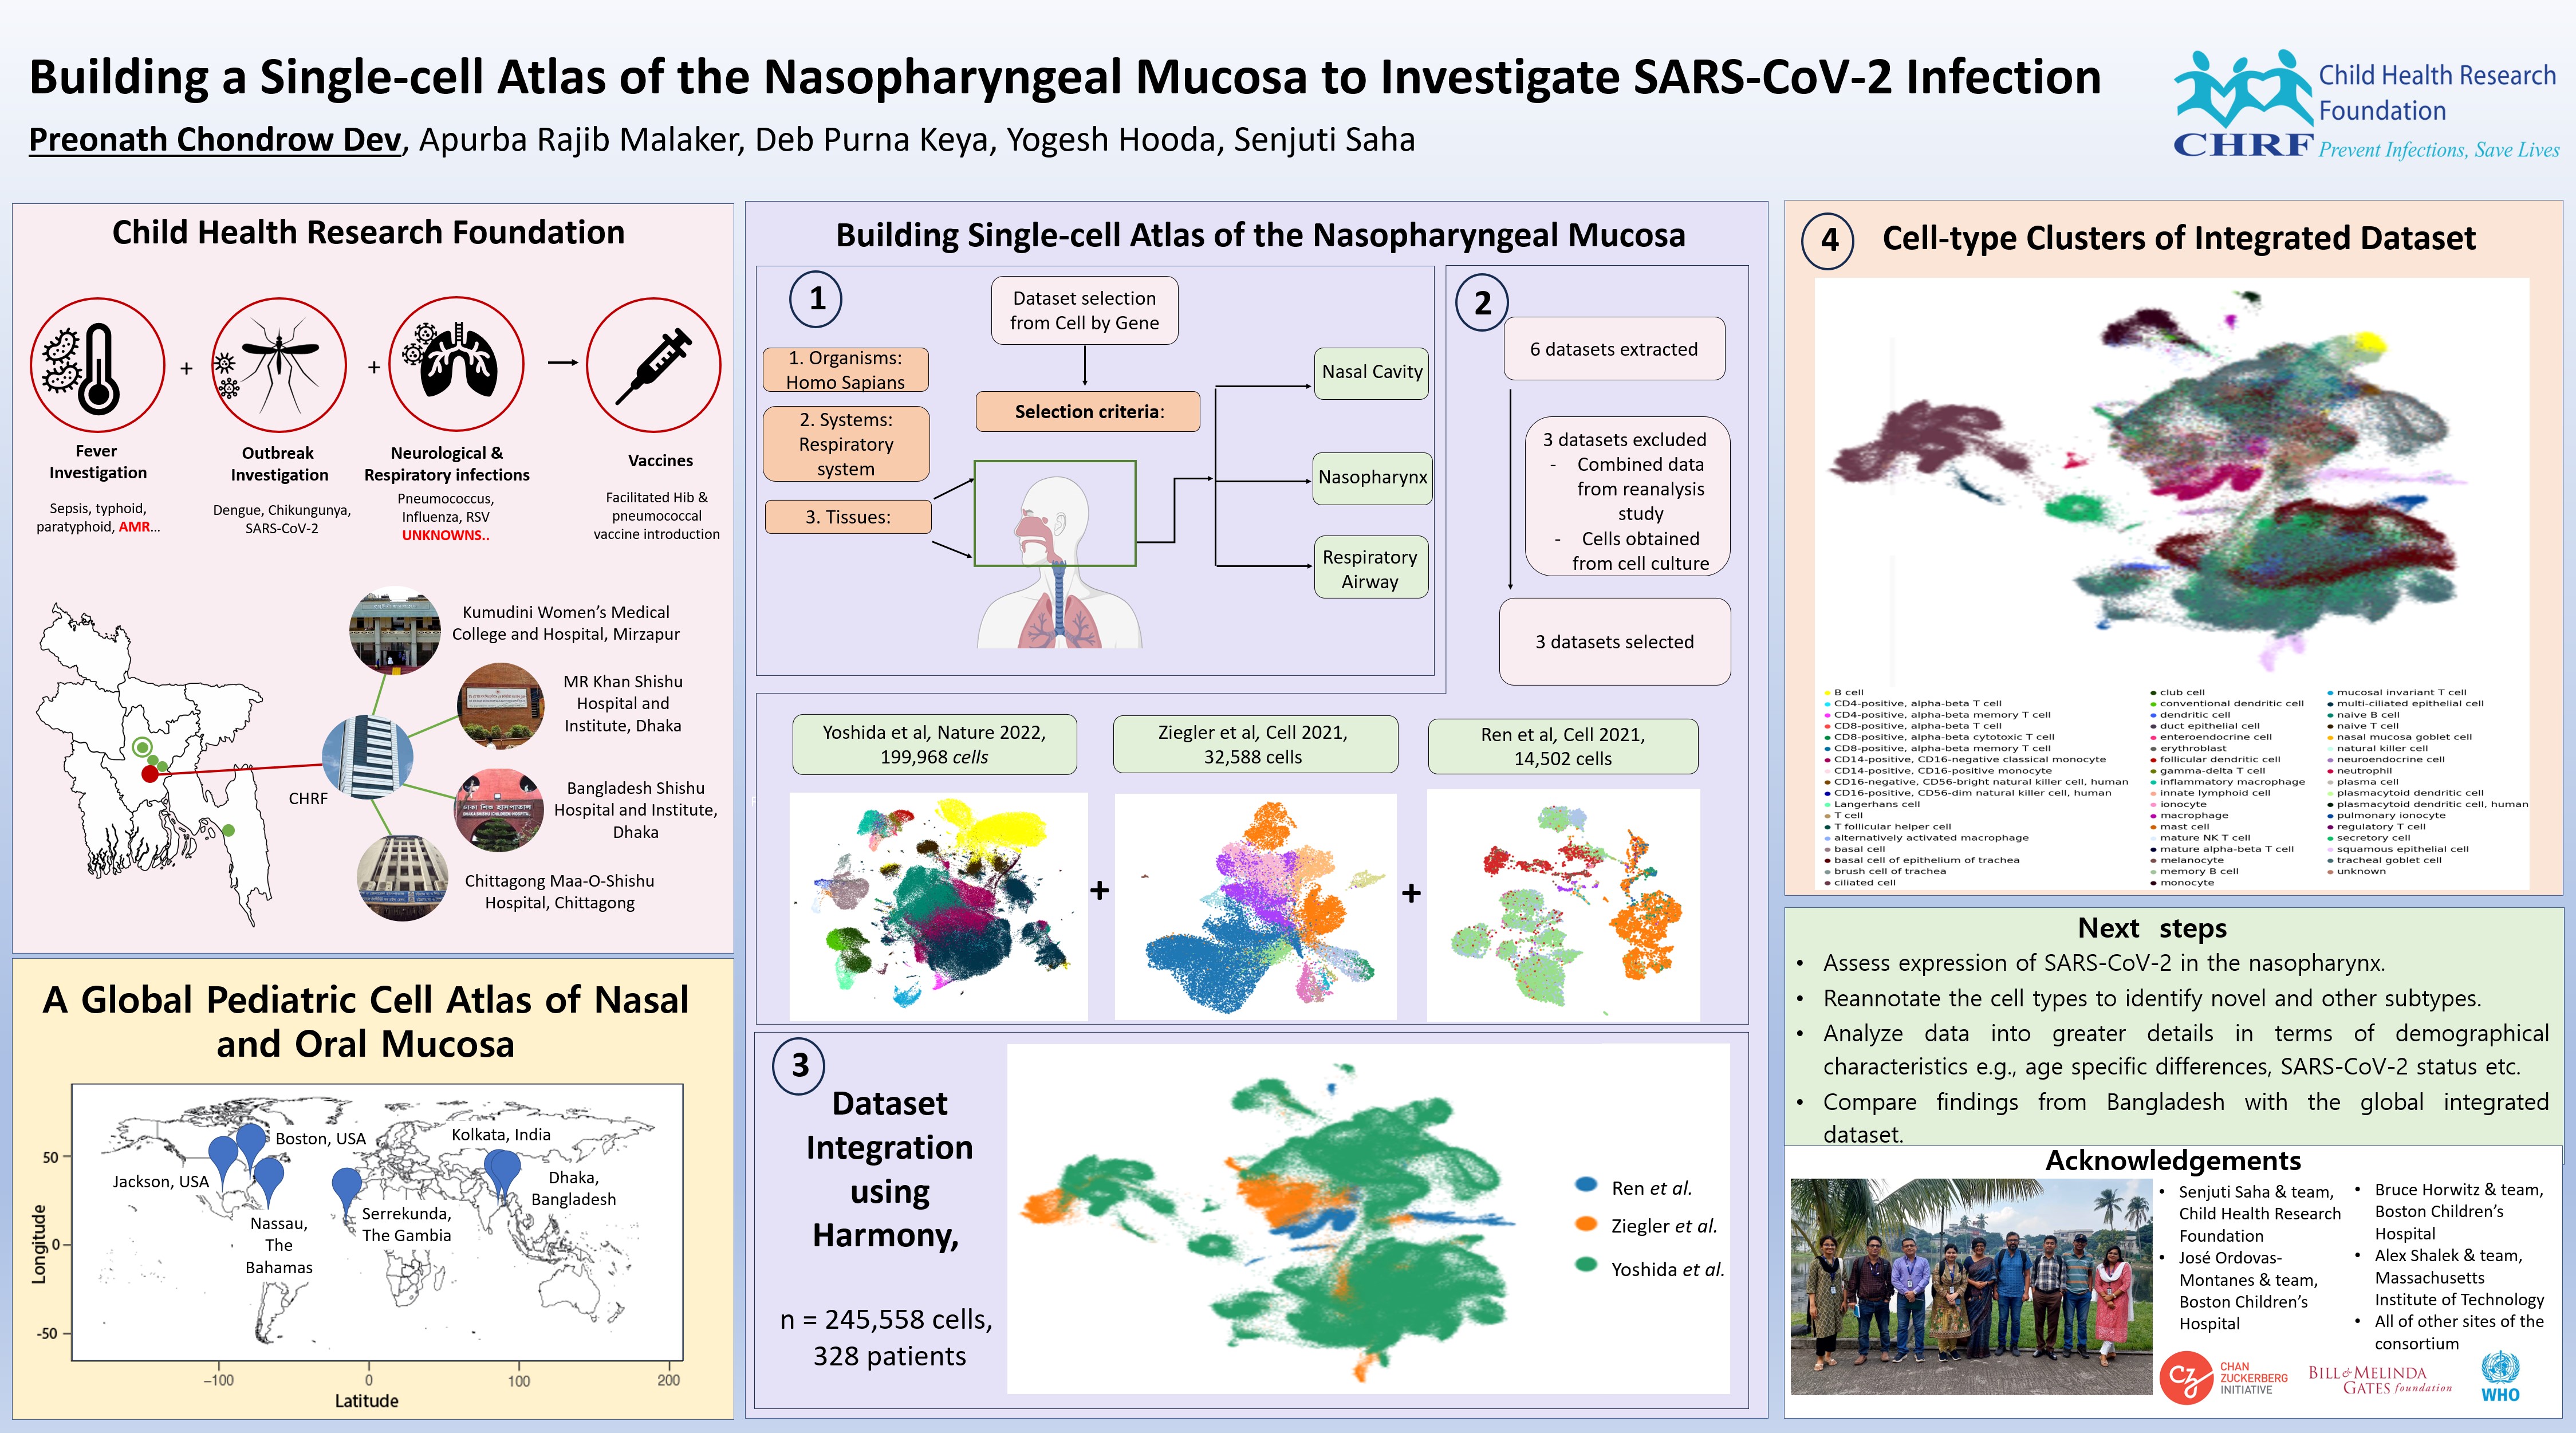 Building a Single-cell Atlas of the Nasopharyngeal Mucosa to Investigate SARS-CoV-2 Infection
Preonath Chondrow Dev, Apurba Rajib Malaker, Deb Purna Keya, Yogesh Hooda, Senjuti Saha
Child Health Research
Foundation
CHRF
Prevent Infections, Save Lives
Child Health Research Foundation
+
+
Fever
Investigation
Sepsis, typhoid,
paratyphoid, AMR...
Outbreak
Investigation
Dengue, Chikungunya,
SARS-CoV-2
Neurological &
Respiratory infections
Pneumococcus,
Influenza, RSV
UNKNOWNS..
Vaccines
Facilitated Hib &
pneumococcal
vaccine introduction
Kumudini Women's Medical
College and Hospital, Mirzapur
MR Khan Shishu
Hospital and
Institute, Dhaka
CHRF
Bangladesh Shishu
Hospital and Institute,
Dhaka
Chittagong Maa-O-Shishu
Hospital, Chittagong
A Global Pediatric Cell Atlas of Nasal
and Oral Mucosa
Boston, USA
Kolkata, India
Jackson, USA
Dhaka,
Bangladesh
Nassau,
The
Bahamas
Serrekunda,
The Gambia
50
0
-50
Longitude
−100
0
100
200
Latitude
Building Single-cell Atlas of the Nasopharyngeal Mucosa
1
Dataset selection
from Cell by Gene
1. Organisms:
Homo Sapians
2. Systems:
Respiratory
system
3. Tissues:
Selection criteria:
Nasal Cavity
Nasopharynx
Respiratory
Airway
2
6 datasets extracted
3 datasets excluded
- Combined data
from reanalysis
study
- Cells obtained
from cell culture
3 datasets selected
Yoshida et al, Nature 2022,
199,968 cells
Ziegler et al, Cell 2021,
32,588 cells
Ren et al, Cell 2021,
14,502 cells
+
+
3
Dataset
Integration
using
Harmony,
n = 245,558 cells,
328 patients
Ren et al.
Ziegler et al.
Yoshida et al.
4
Cell-type Clusters of Integrated Dataset
B cell
CD4-positive, alpha-beta T cell
CD4-positive, alpha-beta memory T cell
CD8-positive, alpha-beta T cell
CD8-positive, alpha-beta cytotoxic T cell
CD8-positive, alpha-beta memory T cell
CD14-positive, CD16-negative classical monocyte
CD14-positive, CD16-positive monocyte
CD16-negative, CD56-bright natural killer cell, human
CD16-positive, CD56-dim natural killer cell, human
Langerhans cell
T cell
T follicular helper cell
alternatively activated macrophage
basal cell
basal cell of epithelium of trachea
brush cell of trachea
ciliated cell
club cell
conventional dendritic cell
dendritic cell
duct epithelial cell
enteroendocrine cell
erythroblast
follicular dendritic cell
gamma-delta T cell
inflammatory macrophage
innate lymphoid cell
ionocyte
macrophage
mast cell
mature NK T cell
mature alpha-beta T cell
melanocyte
memory B cell
monocyte
mucosal invariant T cell
multi-ciliated epithelial cell
naive B cell
naive T cell
nasal mucosa goblet cell
natural killer cell
neuroendocrine cell
neutrophil
plasma cell
plasmacytoid dendritic cell
plasmacytoid dendritic cell, human
pulmonary ionocyte
regulatory T cell
secretory cell
squamous epithelial cell
tracheal goblet cell
unknown
Next steps
• Assess expression of SARS-CoV-2 in the nasopharynx.
• Reannotate the cell types to identify novel and other subtypes.
• Analyze data into greater details in terms of demographical
characteristics e.g., age specific differences, SARS-CoV-2 status etc.
• Compare findings from Bangladesh with the global integrated
dataset.
Acknowledgements
• Senjuti Saha & team,
Child Health Research
Foundation
• José Ordovas-
Montanes & team,
Boston Children's
Hospital
• Bruce Horwitz & team,
Boston Children's
Hospital
• Alex Shalek & team,
Massachusetts
Institute of Technology
• All of other sites of the
consortium
CZ
CHAN
ZUCKERBERG
INITIATIVE
BILL & MELINDA
GATES foundation
WHO